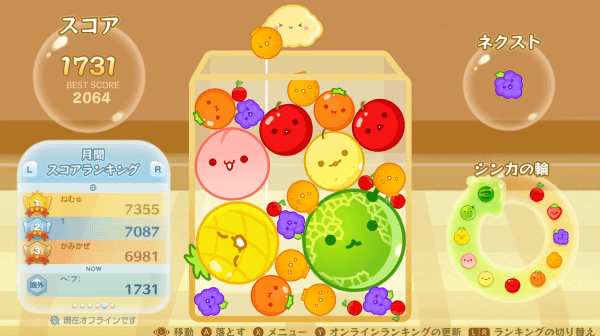 スコア
1731
BEST SCORE
2064
ネクスト
L 月間 R
スコアランキング
1 ねむゅ 7355
2 1 7087
3 かみかぜ 6981
NOW
圏外 1731
現在オフラインです
シンカの輪
移動 A 落とす X メニュー Y オンラインランキングの更新 L R ランキングの切り替え